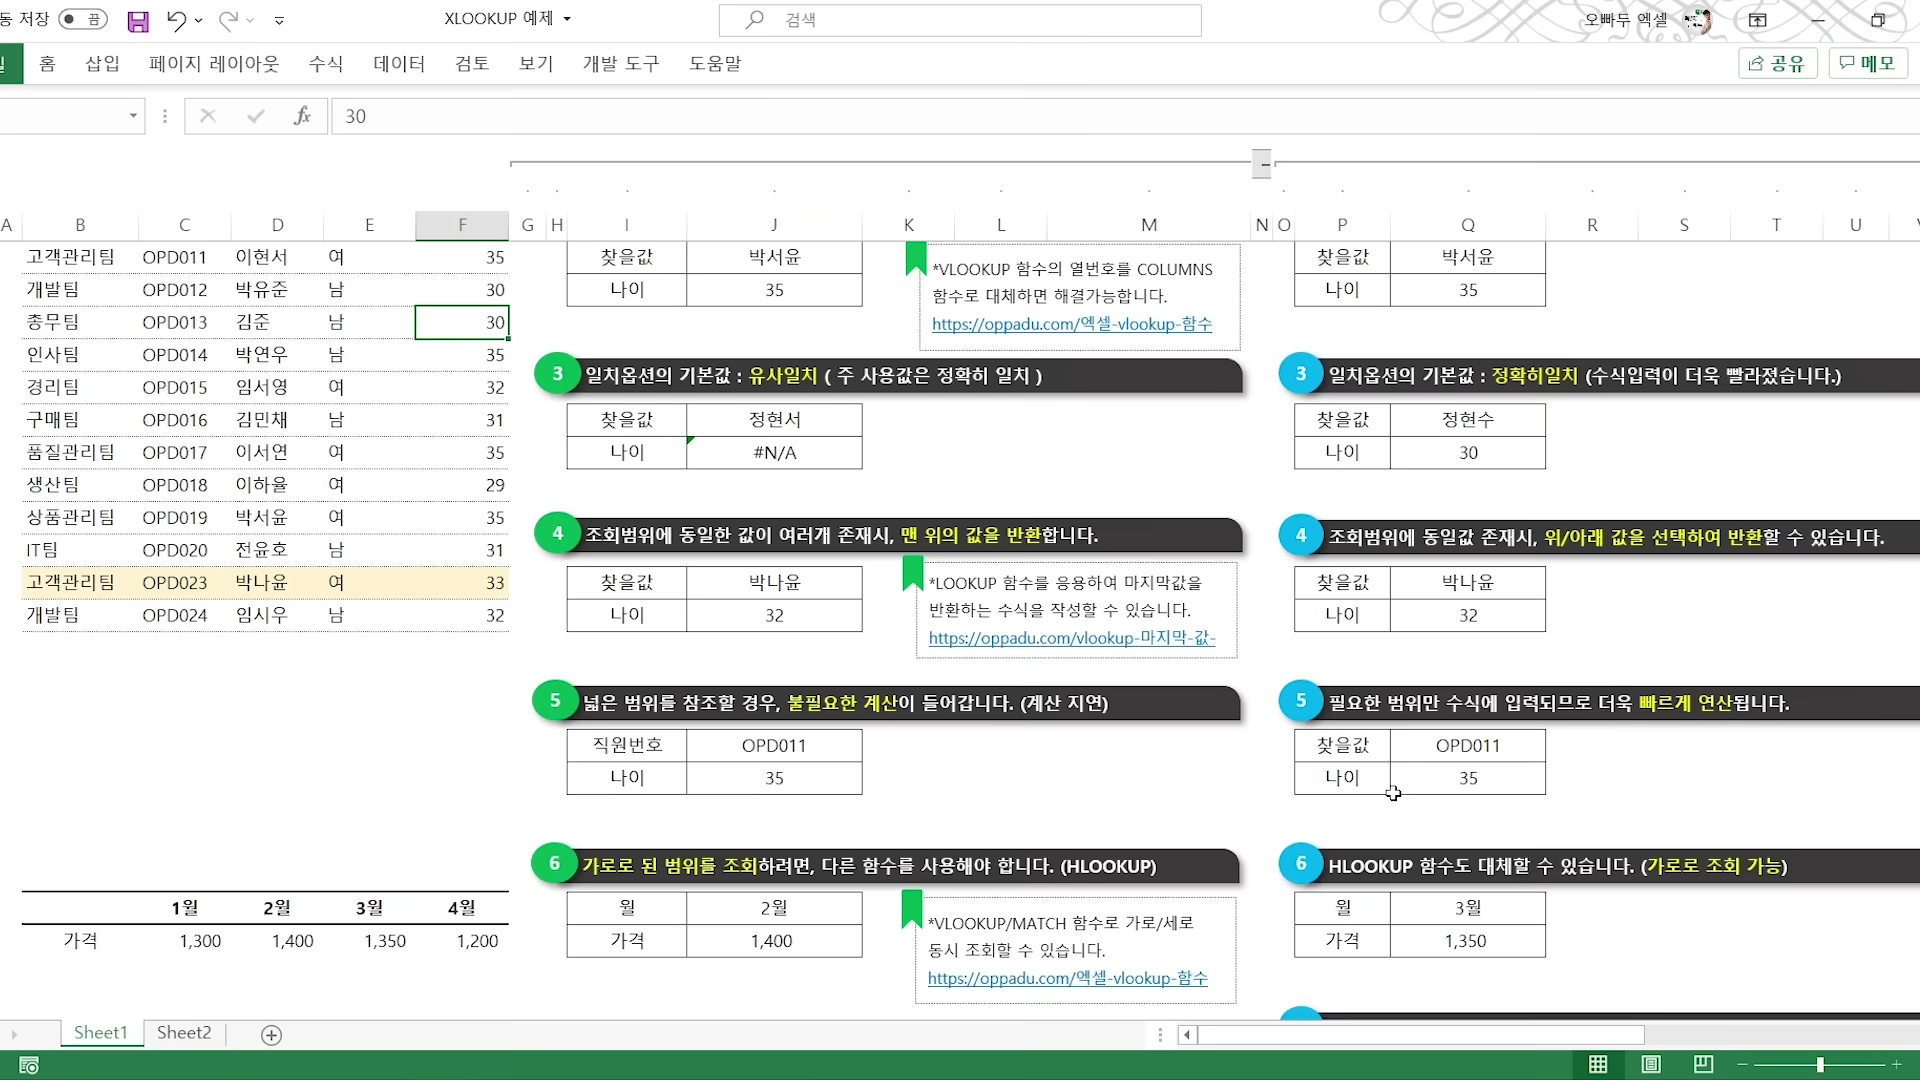 동 저장 끔
XLOOKUP 예제
검색
오빠두 엑셀
홈 삽입 페이지 레이아웃 수식 데이터 검토 보기 개발 도구 도움말
공유 메모
fx 30
A B C D E F G H I J K L M N O P Q R S T U
고객관리팀 OPD011 이현서 여 35
개발팀 OPD012 박유준 남 30
총무팀 OPD013 김준 남 30
인사팀 OPD014 박연우 남 35
경리팀 OPD015 임서영 여 32
구매팀 OPD016 김민채 남 31
품질관리팀 OPD017 이서연 여 35
생산팀 OPD018 이하율 여 29
상품관리팀 OPD019 박서윤 여 35
IT팀 OPD020 전윤호 남 31
고객관리팀 OPD023 박나윤 여 33
개발팀 OPD024 임시우 남 32
1월 2월 3월 4월
가격 1,300 1,400 1,350 1,200
찾을값 박서윤
나이 35
*VLOOKUP 함수의 열번호를 COLUMNS
함수로 대체하면 해결가능합니다.
https://oppadu.com/엑셀-vlookup-함수
3 일치옵션의 기본값 : 유사일치 ( 주 사용값은 정확히 일치 )
찾을값 정현서
나이 #N/A
4 조회범위에 동일한 값이 여러개 존재시, 맨 위의 값을 반환합니다.
찾을값 박나윤
나이 32
*LOOKUP 함수를 응용하여 마지막값을
반환하는 수식을 작성할 수 있습니다.
https://oppadu.com/vlookup-마지막-값-
5 넓은 범위를 참조할 경우, 불필요한 계산이 들어갑니다. (계산 지연)
직원번호 OPD011
나이 35
6 가로로 된 범위를 조회하려면, 다른 함수를 사용해야 합니다. (HLOOKUP)
월 2월
가격 1,400
*VLOOKUP/MATCH 함수로 가로/세로
동시 조회할 수 있습니다.
https://oppadu.com/엑셀-vlookup-함수
찾을값 박서윤
나이 35
3 일치옵션의 기본값 : 정확히일치 (수식입력이 더욱 빨라졌습니다.)
찾을값 정현수
나이 30
4 조회범위에 동일값 존재시, 위/아래 값을 선택하여 반환할 수 있습니다.
찾을값 박나윤
나이 32
5 필요한 범위만 수식에 입력되므로 더욱 빠르게 연산됩니다.
찾을값 OPD011
나이 35
6 HLOOKUP 함수도 대체할 수 있습니다. (가로로 조회 가능)
월 3월
가격 1,350
Sheet1 Sheet2